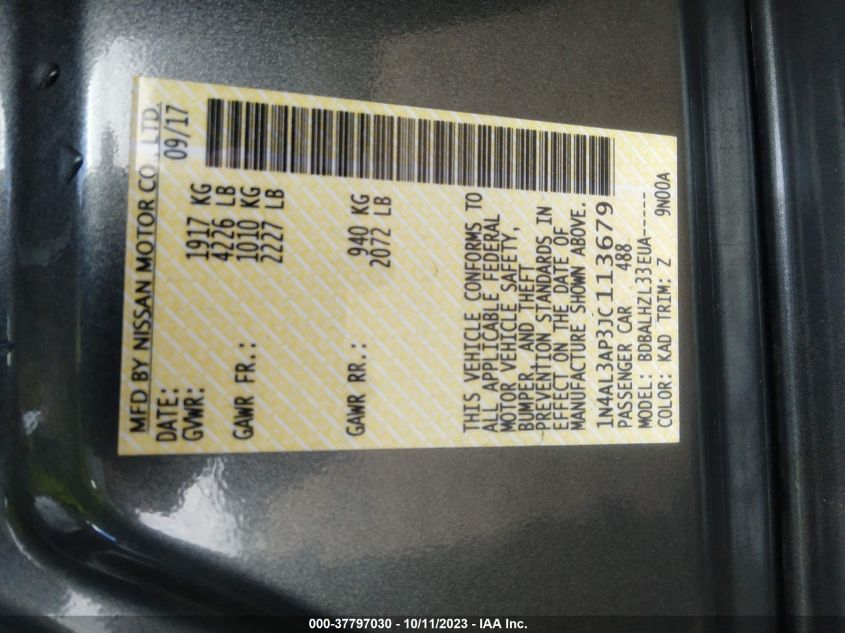 MFD BY NISSAN MOTOR CO., LTD.
DATE: 09/17
GVWR: 1917 KG
4226 LB
GAWR FR.: 1010 KG
2227 LB
GAWR RR.: 940 KG
2072 LB
THIS VEHICLE CONFORMS TO
ALL APPLICABLE FEDERAL
MOTOR VEHICLE SAFETY,
BUMPER, AND THEFT
PREVENTION STANDARDS IN
EFFECT ON THE DATE OF
MANUFACTURE SHOWN ABOVE.
1N4AL3AP3JC113679
PASSENGER CAR 488
MODEL: BDBALHZL33EUA-----
COLOR: KAD TRIM: Z 9N00A
000-37797030 - 10/11/2023 - IAA Inc.